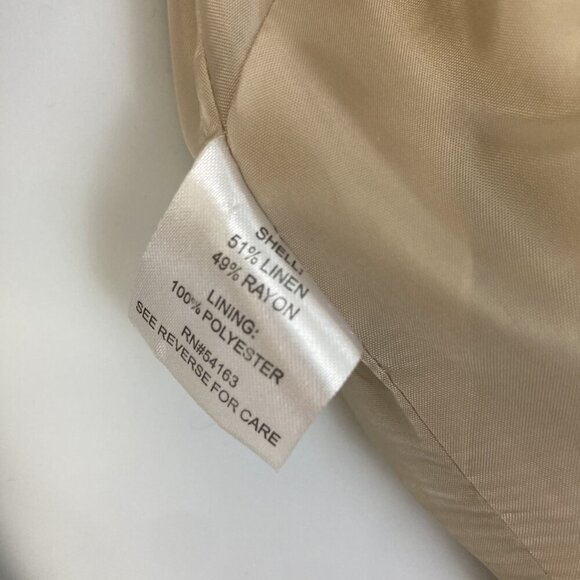 SHELL:
51% LINEN
49% RAYON
LINING:
100% POLYESTER
RN#54163
SEE REVERSE FOR CARE